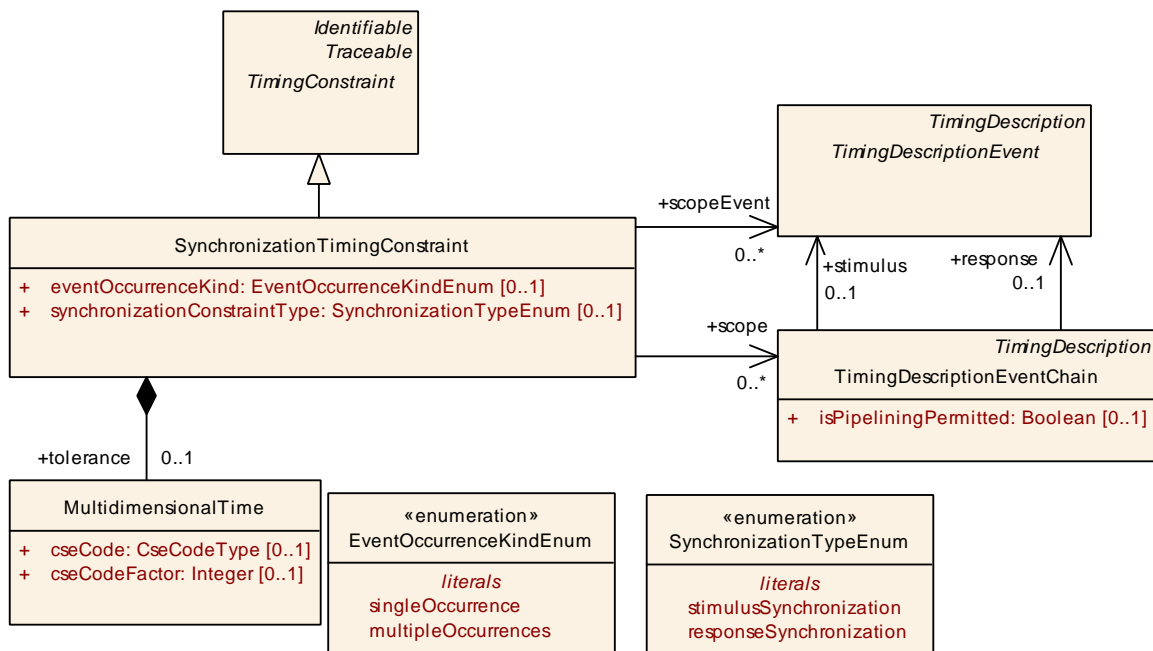 Identifiable
Traceable
TimingConstraint
TimingDescription
TimingDescriptionEvent
+scopeEvent
0..*
SynchronizationTimingConstraint
+ eventOccurrenceKind: EventOccurrenceKindEnum [0..1]
+ synchronizationConstraintType: SynchronizationTypeEnum [0..1]
+stimulus
0..1
+response
0..1
+scope
0..*
TimingDescription
TimingDescriptionEventChain
+ isPipeliningPermitted: Boolean [0..1]
+tolerance
0..1
MultidimensionalTime
+ cseCode: CseCodeType [0..1]
+ cseCodeFactor: Integer [0..1]
«enumeration»
EventOccurrenceKindEnum
literals
singleOccurrence
multipleOccurrences
«enumeration»
SynchronizationTypeEnum
literals
stimulusSynchronization
responseSynchronization